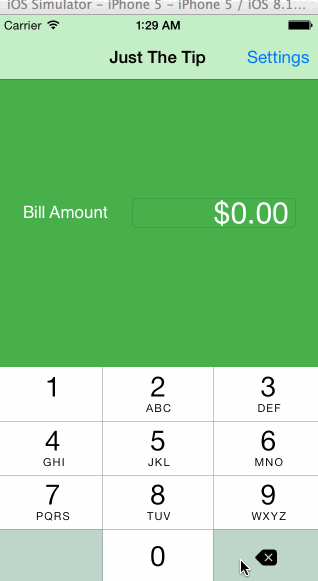 iOS Simulator – iPhone 5 – iPhone 5 / iOS 8.1...
Carrer 1:29 AM
Just The Tip Settings
Bill Amount $0.00
1 2 3
ABC DEF
4 5 6
GHI JKL MNO
7 8 9
PQRS TUV WXYZ
0